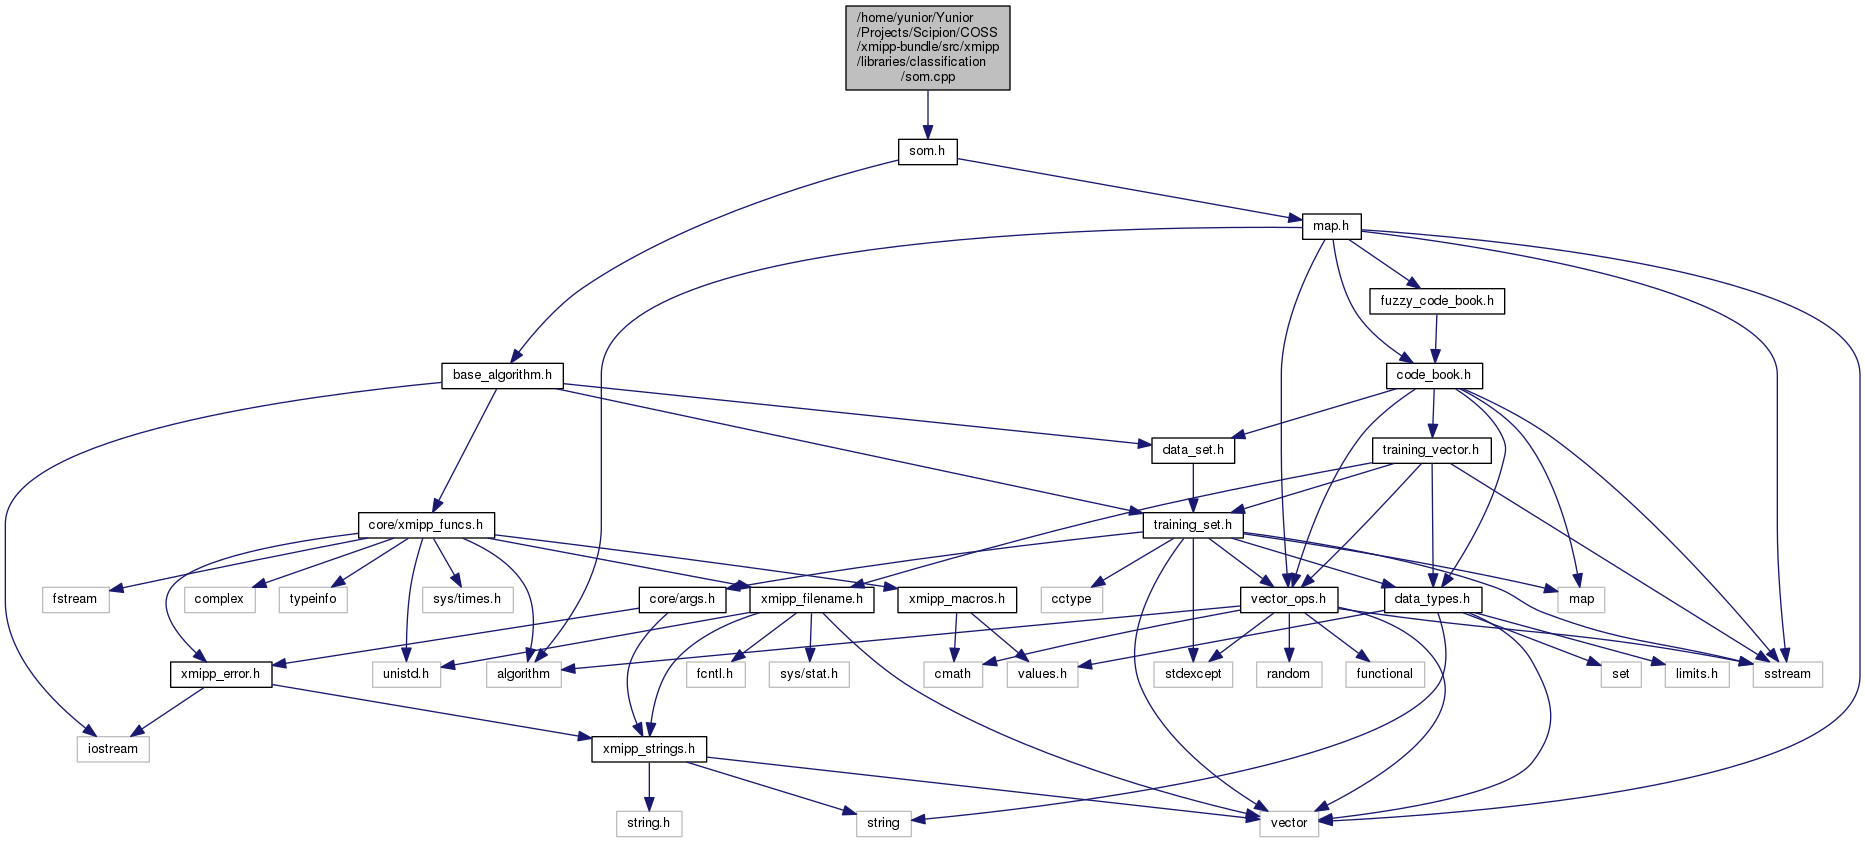 /home/yunior/Yunior
/Projects/Scipion/COSS
/xmipp-bundle/src/xmipp
/libraries/classification
/som.cpp
som.h
map.h
fuzzy_code_book.h
base_algorithm.h
code_book.h
data_set.h
training_vector.h
core/xmipp_funcs.h
training_set.h
fstream
complex
typeinfo
sys/times.h
core/args.h
xmipp_filename.h
xmipp_macros.h
cctype
vector_ops.h
data_types.h
map
xmipp_error.h
unistd.h
algorithm
fcntl.h
sys/stat.h
cmath
values.h
stdexcept
random
functional
set
limits.h
sstream
iostream
xmipp_strings.h
string.h
string
vector